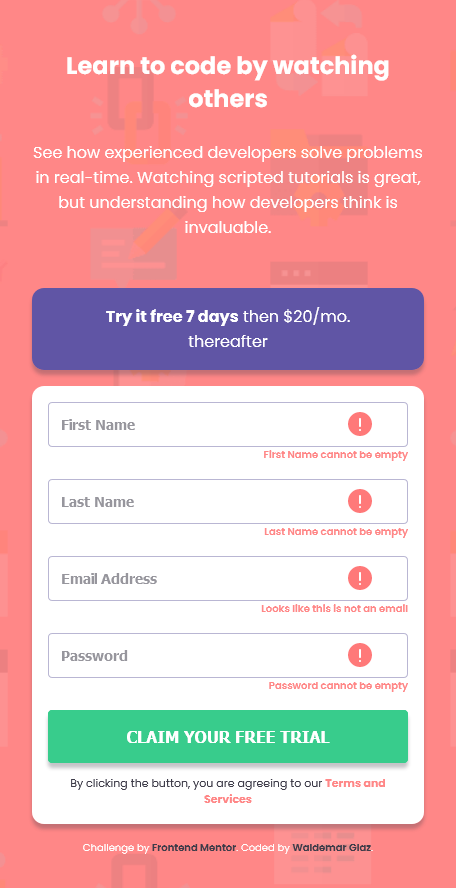 Learn to code by watching
others
See how experienced developers solve problems
in real-time. Watching scripted tutorials is great,
but understanding how developers think is
invaluable.
Try it free 7 days then $20/mo.
thereafter
First Name
First Name cannot be empty
Last Name
Last Name cannot be empty
Email Address
Looks like this is not an email
Password
Password cannot be empty
CLAIM YOUR FREE TRIAL
By clicking the button, you are agreeing to our Terms and
Services
Challenge by Frontend Mentor. Coded by Waldemar Glaz.